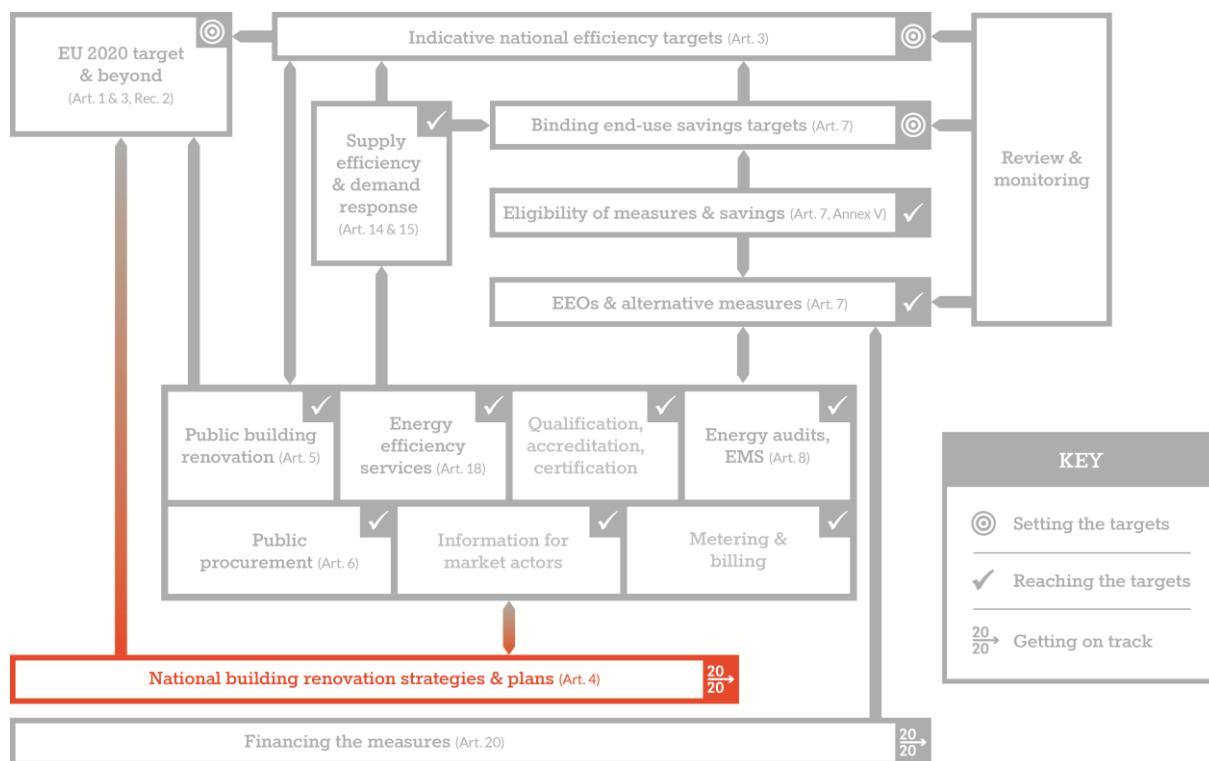 EU 2020 target
& beyond
(Art. 1 & 3, Rec. 2)
Indicative national efficiency targets (Art. 3)
Supply
efficiency
& demand
response
(Art. 14 & 15)
Binding end-use savings targets (Art. 7)
Eligibility of measures & savings (Art. 7, Annex V)
EEOs & alternative measures (Art. 7)
Review &
monitoring
Public building
renovation (Art. 5)
Energy
efficiency
services (Art. 18)
Qualification,
accreditation,
certification
Energy audits,
EMS (Art. 8)
Public
procurement (Art. 6)
Information for
market actors
Metering &
billing
National building renovation strategies & plans (Art. 4)
20
20
Financing the measures (Art. 20)
20
20
KEY
Setting the targets
Reaching the targets
20
20
Getting on track